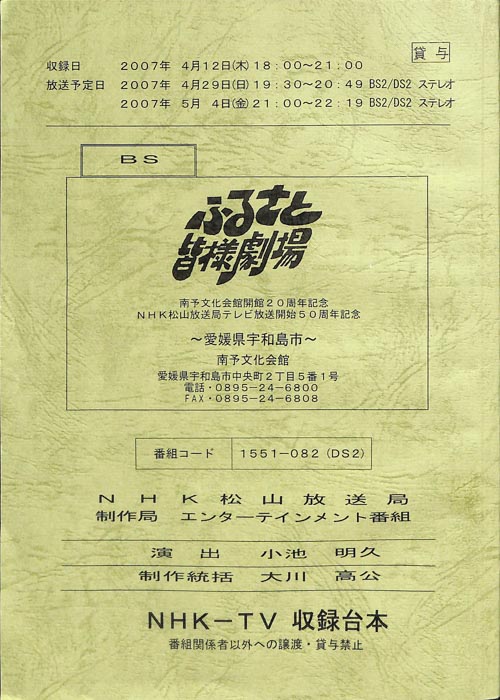 貸与
収録日 2007年 4月12日(木)18:00〜21:00
放送予定日 2007年 4月29日(日)19:30〜20:49 BS2/DS2 ステレオ
2007年 5月 4日(金)21:00〜22:19 BS2/DS2 ステレオ
BS
ふるさと
皆様劇場
南予文化会館開館20周年記念
NHK松山放送局テレビ放送開始50周年記念
〜愛媛県宇和島市〜
南予文化会館
愛媛県宇和島市中央町2丁目5番1号
電話・0895-24-6800
FAX・0895-24-6808
番組コード 1551-082 (DS2)
NHK松山放送局
制作局 エンターテインメント番組
演出 小池 明久
制作統括 大川 高公
NHK-TV 収録台本
番組関係者以外への譲渡・貸与禁止